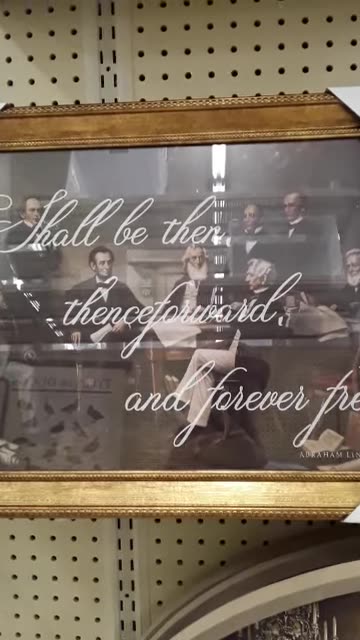 Shall be then,
thenceforward,
and forever fre
ABRAHAM LIN